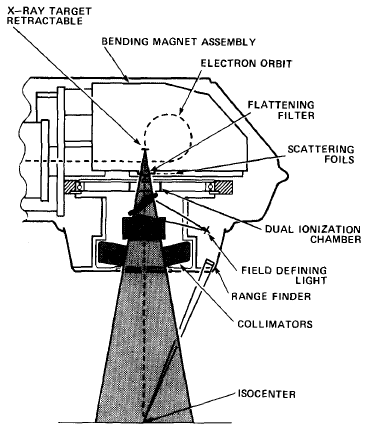 X-RAY TARGET
RETRACTABLE
BENDING MAGNET ASSEMBLY
ELECTRON ORBIT
FLATTENING
FILTER
SCATTERING
FOILS
DUAL IONIZATION
CHAMBER
FIELD DEFINING
LIGHT
RANGE FINDER
COLLIMATORS
ISOCENTER